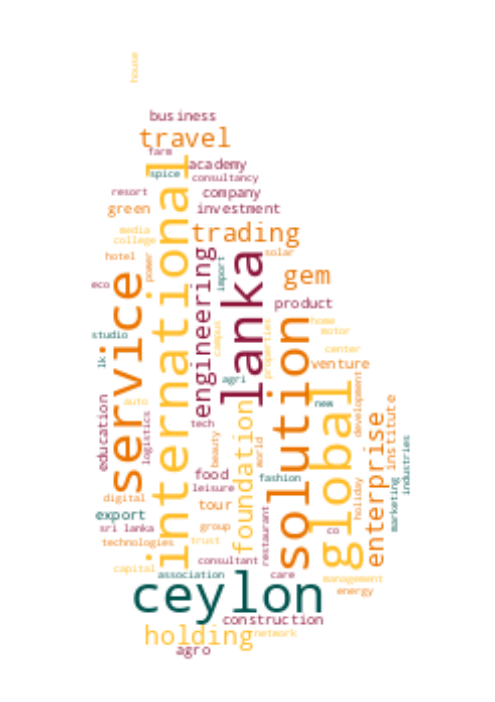 house
business
travel
farm
academy
spice
consultancy
resort
company
green
investment
international
media
trading
college
solar
hotel
power
engineering
import
lanka
gem
eco
service
product
campus
properties
home
studio
solution
motor
center
lk
venture
agri
global
development
auto
new
education
logistics
tech
foundation
institute
beauty
world
enterprise
industries
food
fashion
leisure
marketing
digital
tour
holiday
export
restaurant
sri lanka
group
co
technologies
trust
consultant
capital
association
care
management
ceylon
energy
construction
holding
network
agro